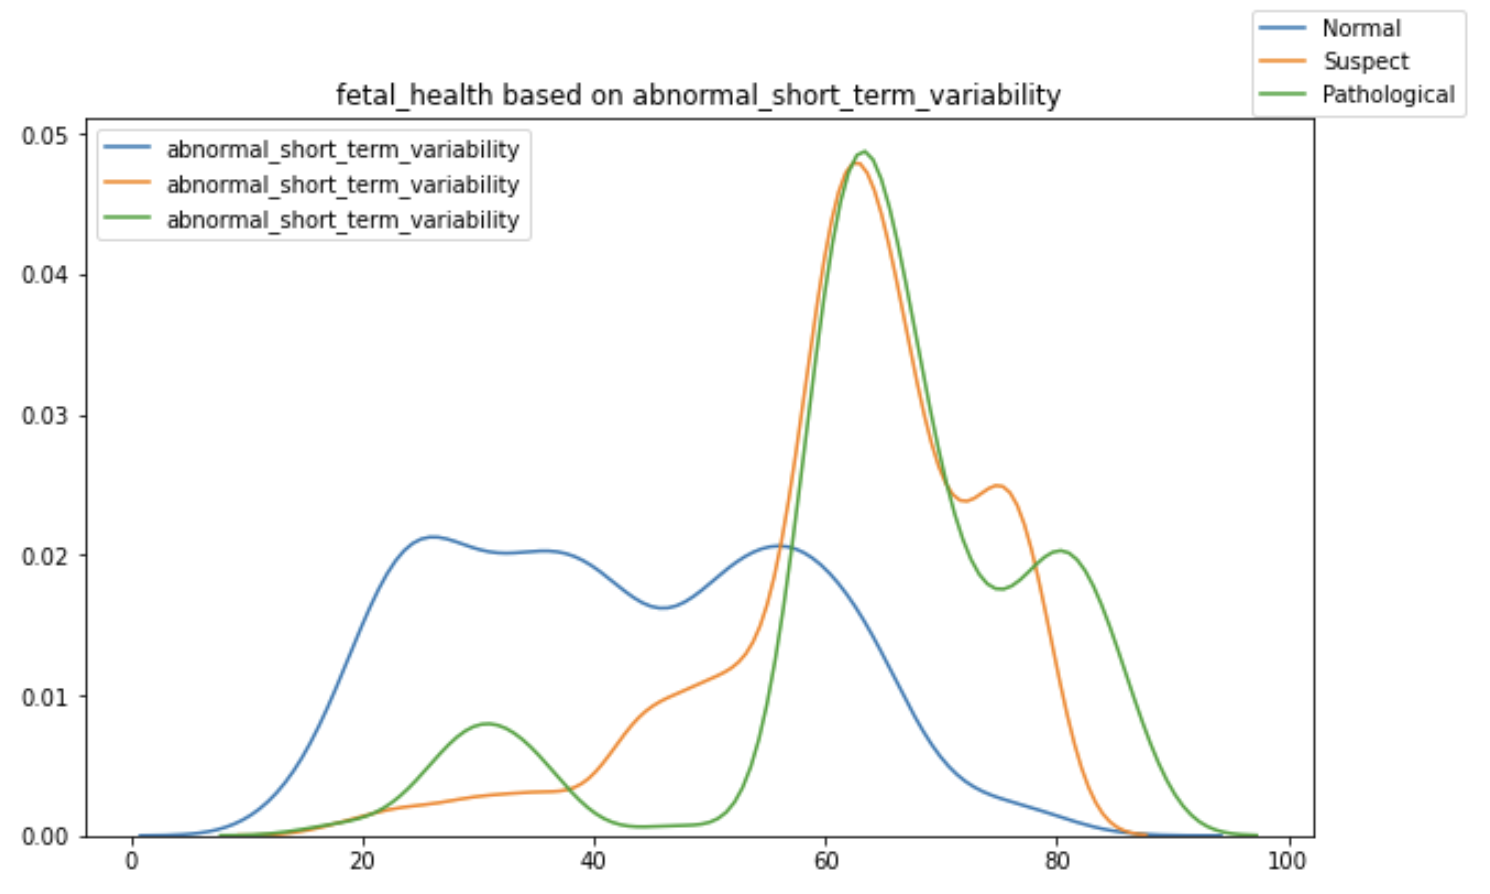 Normal
Suspect
Pathological
fetal_health based on abnormal_short_term_variability
abnormal_short_term_variability
abnormal_short_term_variability
abnormal_short_term_variability
0.05
0.04
0.03
0.02
0.01
0.00
0 20 40 60 80 100